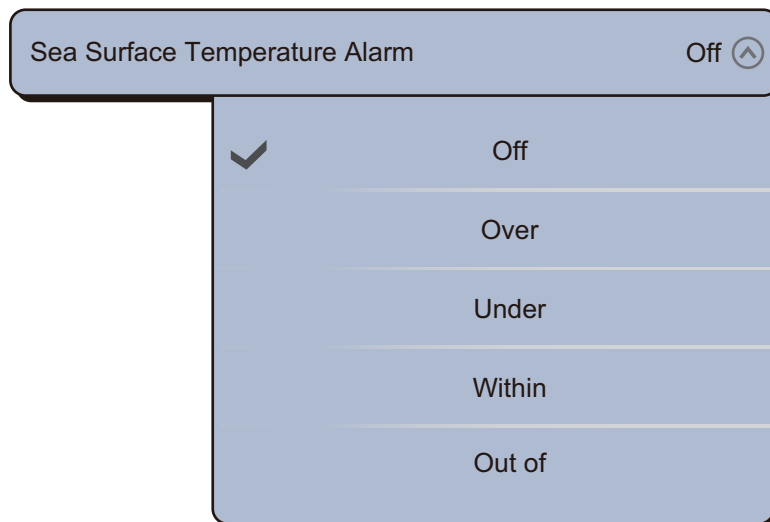 Sea Surface Temperature Alarm Off
Off
Over
Under
Within
Out of